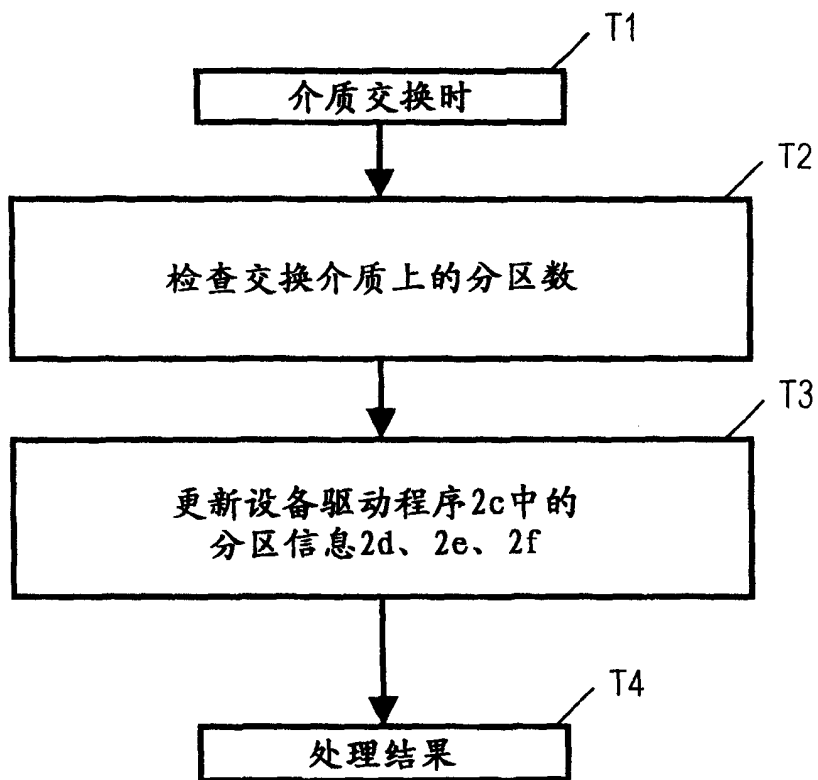 T1
介质交换时
T2
检查交换介质上的分区数
T3
更新设备驱动程序2c中的
分区信息2d、2e、2f
T4
处理结果